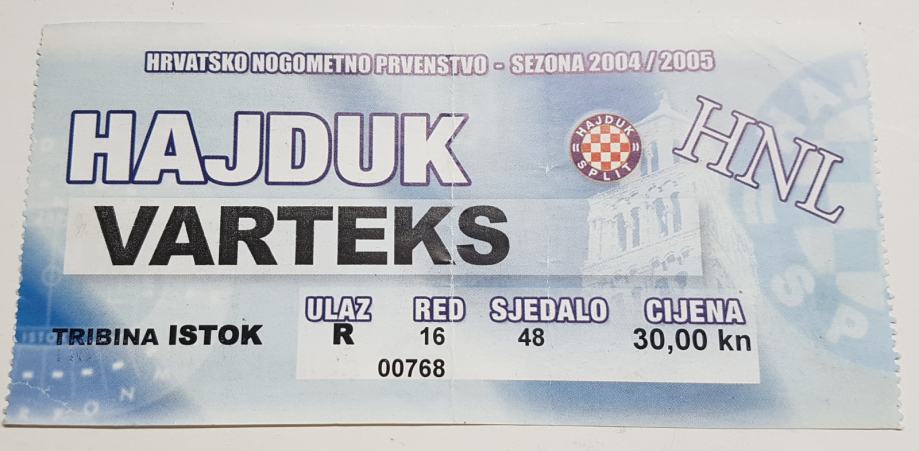 HRVATSKO NOGOMETNO PRVENSTVO - SEZONA 2004/2005
HAJDUK
HAJDUK
SPLIT
HNL
VARTEKS
ULAZ RED SJEDALO CIJENA
TRIBINA ISTOK R 16 48 30,00 kn
00768